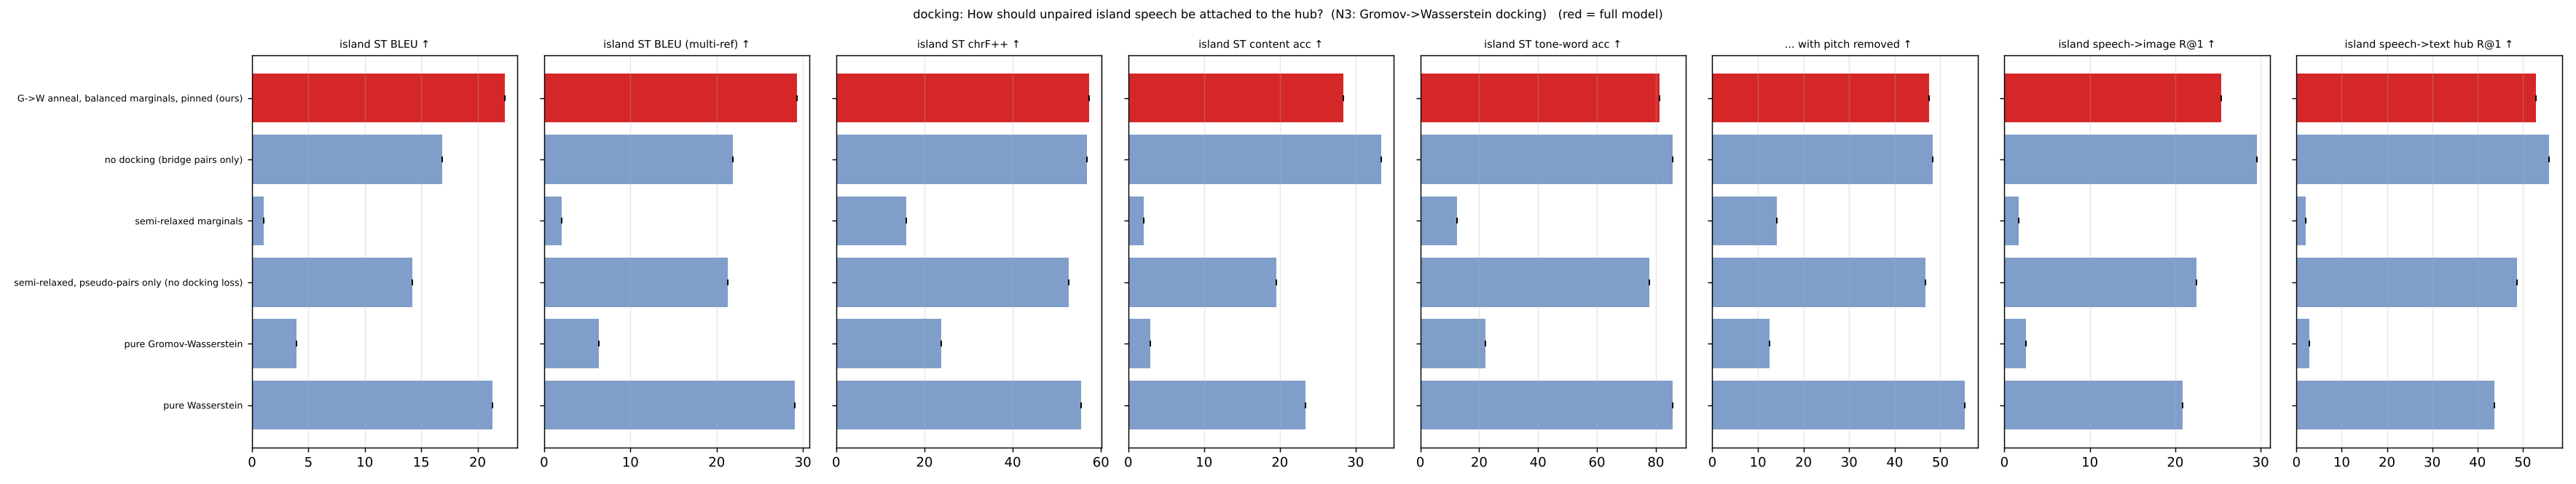 docking: How should unpaired island speech be attached to the hub?  (N3: Gromov->Wasserstein docking)   (red = full model)
island ST BLEU ↑
island ST BLEU (multi-ref) ↑
island ST chrF++ ↑
island ST content acc ↑
island ST tone-word acc ↑
... with pitch removed ↑
island speech->image R@1 ↑
island speech->text hub R@1 ↑
G->W anneal, balanced marginals, pinned (ours)
no docking (bridge pairs only)
semi-relaxed marginals
semi-relaxed, pseudo-pairs only (no docking loss)
pure Gromov-Wasserstein
pure Wasserstein
0 5 10 15 20
0 10 20 30
0 20 40 60
0 10 20 30
0 20 40 60 80
0 10 20 30 40 50
0 10 20 30
0 10 20 30 40 50